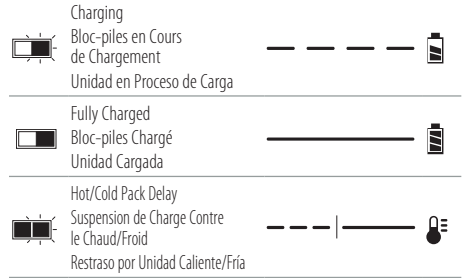 Charging
Bloc-piles en Cours
de Chargement
Unidad en Proceso de Carga
Fully Charged
Bloc-piles Chargé
Unidad Cargada
Hot/Cold Pack Delay
Suspension de Charge Contre
le Chaud/Froid
Restraso por Unidad Caliente/Fría